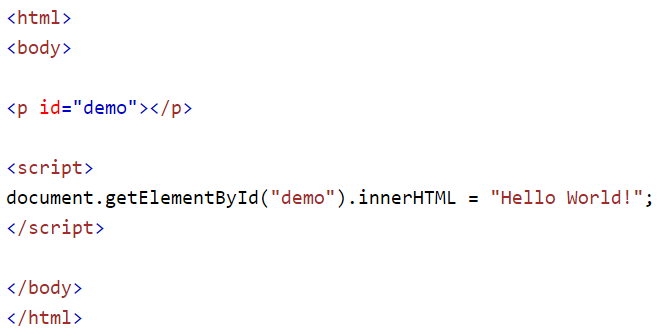 <html>
<body>
<p id="demo"></p>
<script>
document.getElementById("demo").innerHTML = "Hello World!";
</script>
</body>
</html>